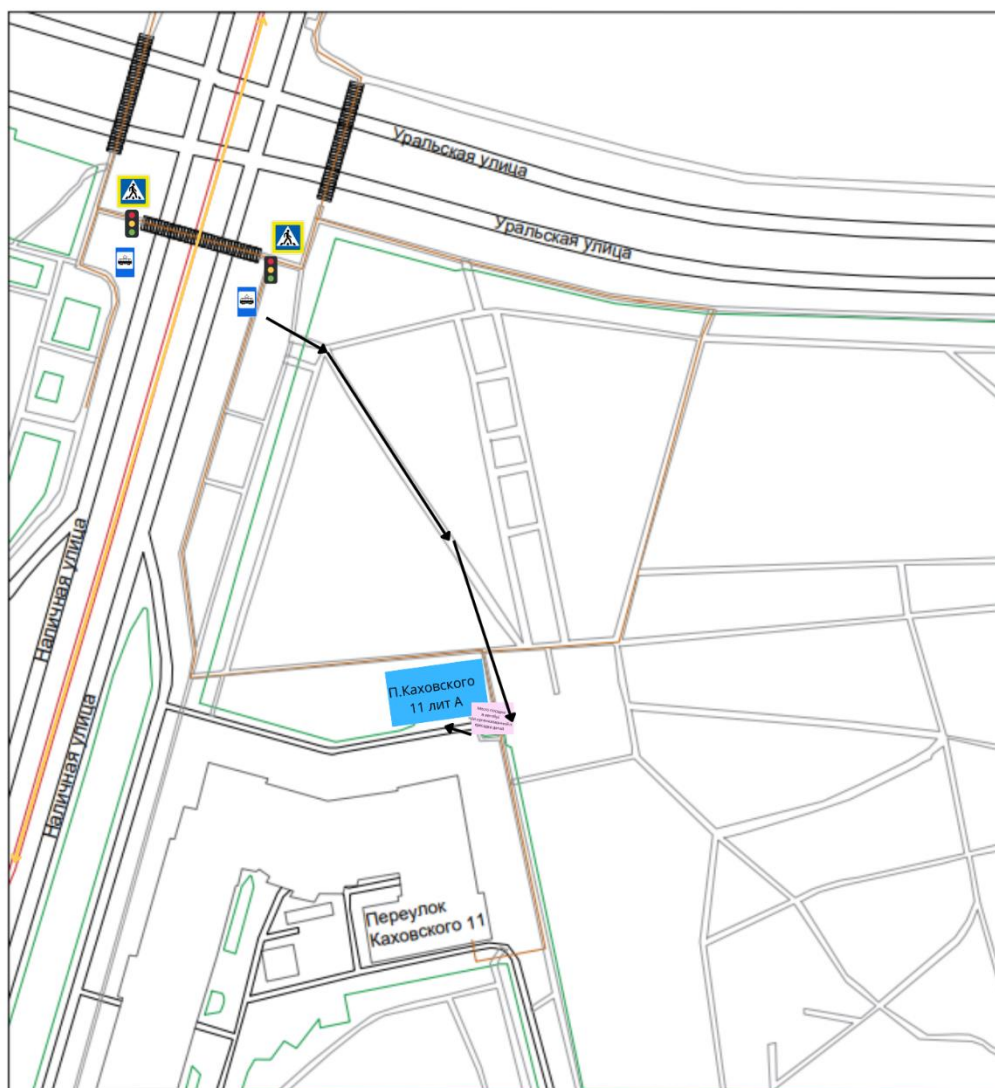 Уральская улица
Уральская улица
Наличная улица
П.Каховского
11 лит А
Наличная улица
Переулок
Каховского 11